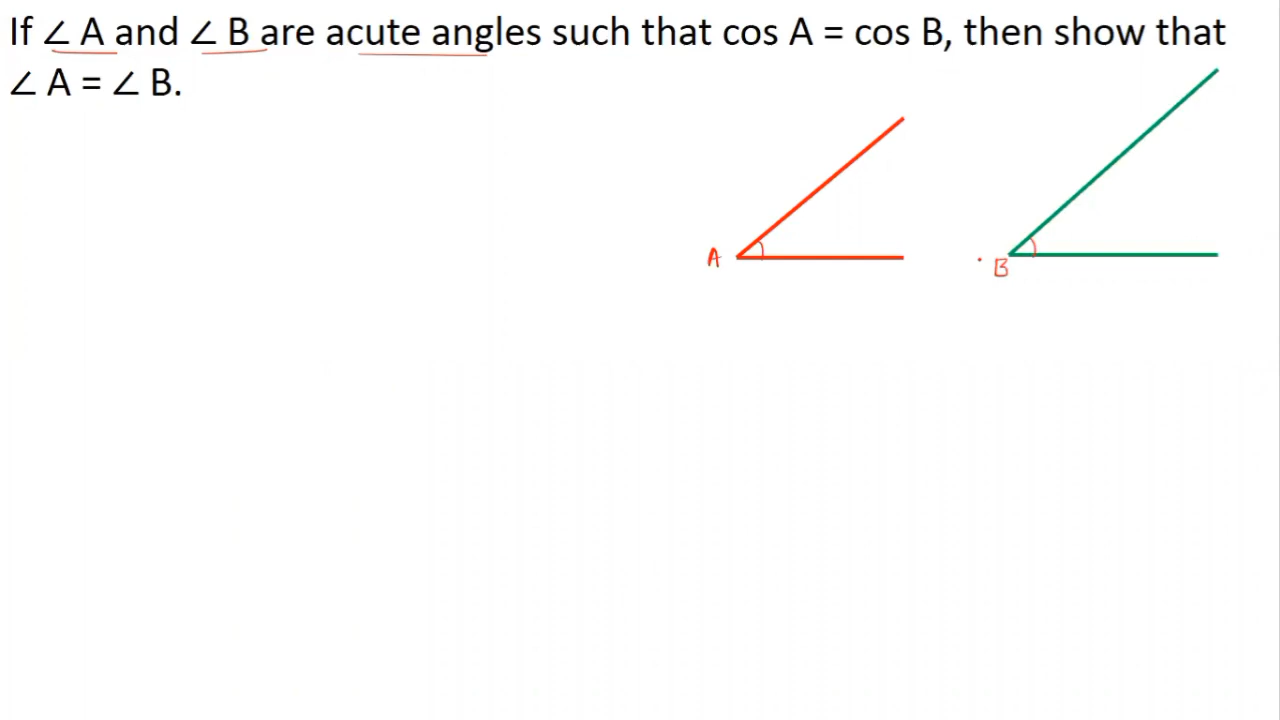 If ∠ A and ∠ B are acute angles such that cos A = cos B, then show that
∠ A = ∠ B.
A
B